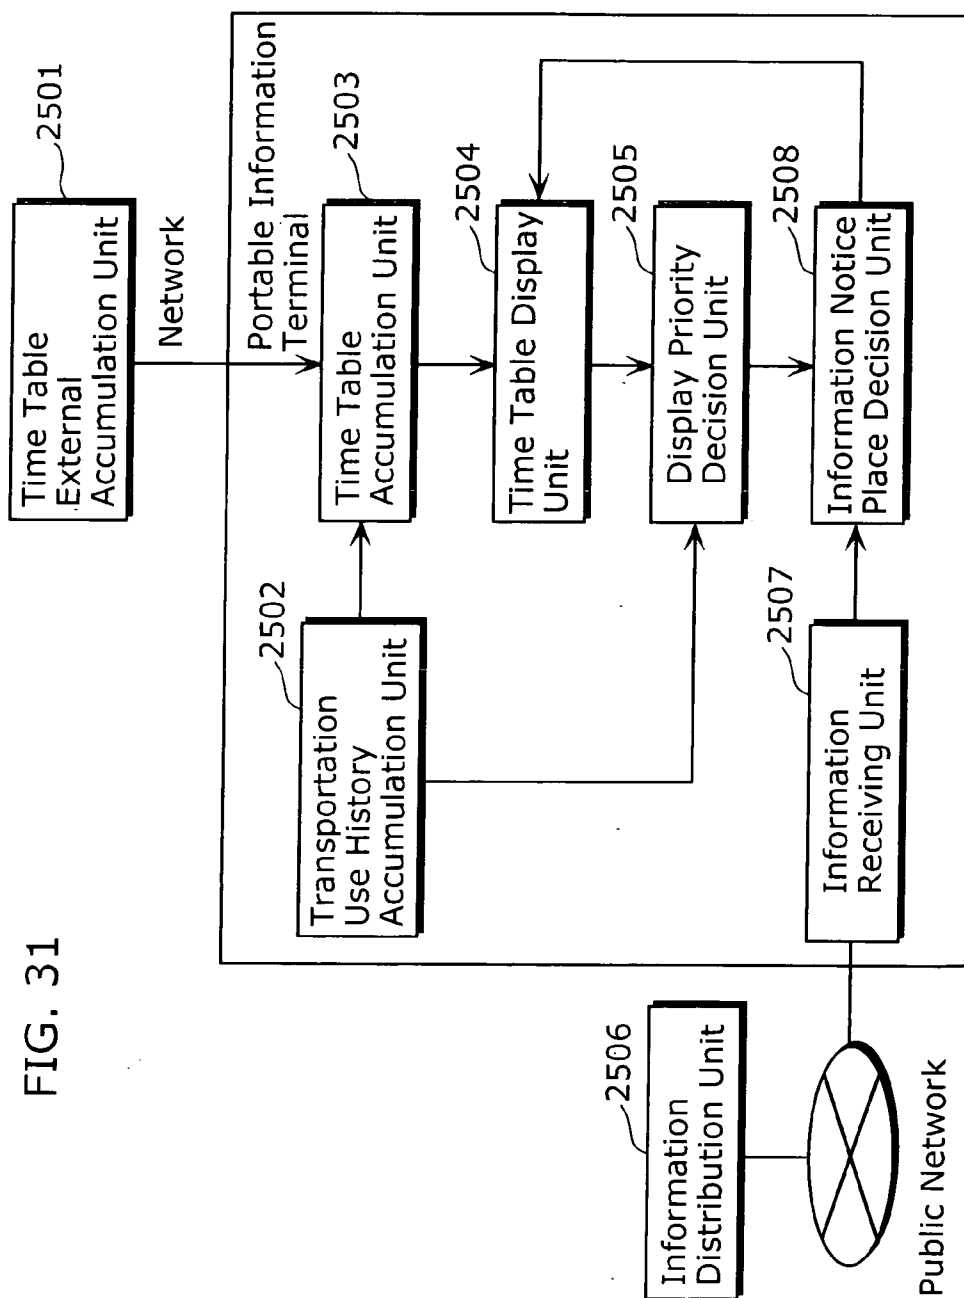 FIG. 31
2501
Time Table
External
Accumulation Unit
Network
Portable Information
Terminal
2502
Transportation
Use History
Accumulation Unit
2503
Time Table
Accumulation Unit
2504
Time Table Display
Unit
2505
Display Priority
Decision Unit
2506
Information
Distribution Unit
2507
Information
Receiving Unit
2508
Information Notice
Place Decision Unit
Public Network